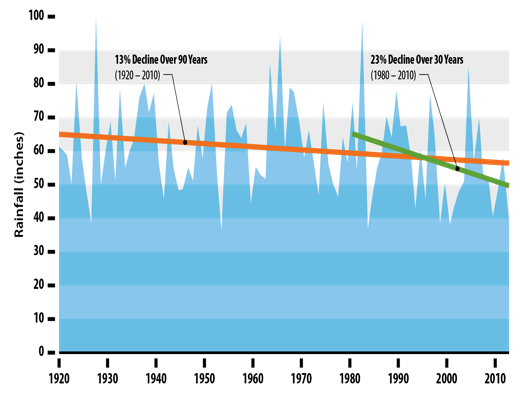 100
90
80
70
60
50
40
30
20
10
0
Rainfall (inches)
13% Decline Over 90 Years
(1920 – 2010)
23% Decline Over 30 Years
(1980 – 2010)
1920 1930 1940 1950 1960 1970 1980 1990 2000 2010